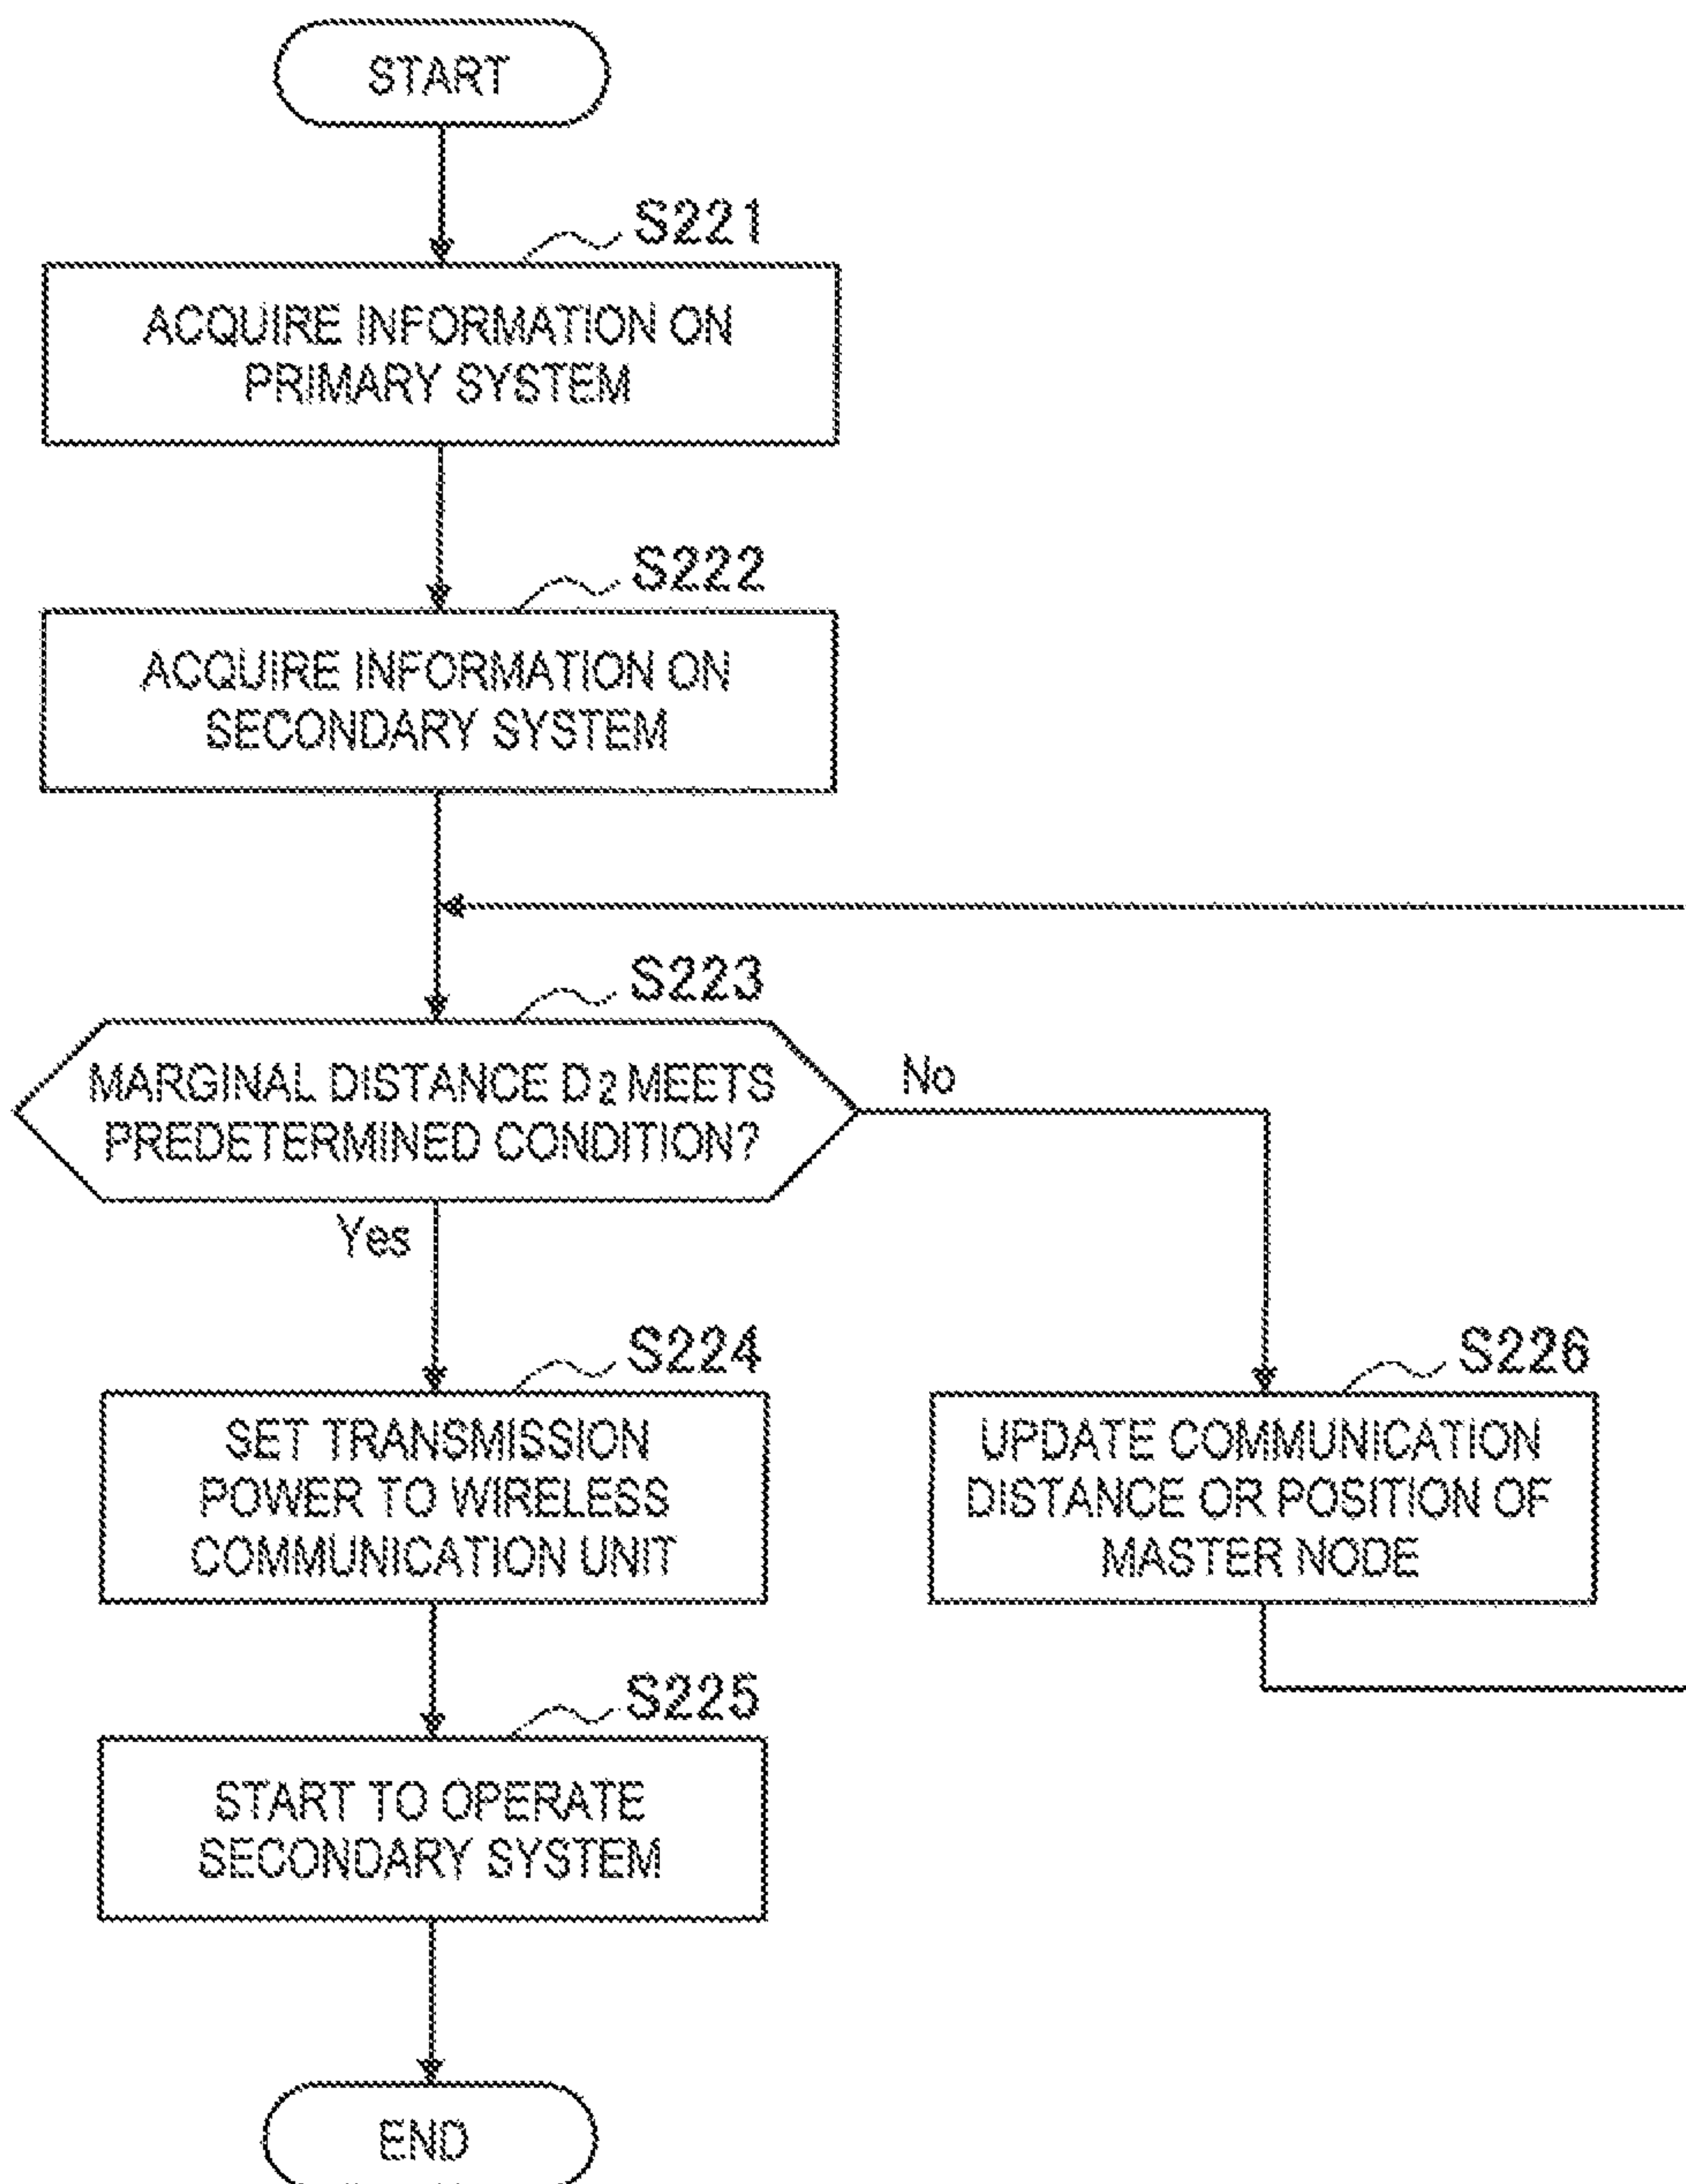 START
S221
ACQUIRE INFORMATION ON
PRIMARY SYSTEM
S222
ACQUIRE INFORMATION ON
SECONDARY SYSTEM
S223
MARGINAL DISTANCE D2 MEETS
PREDETERMINED CONDITION?
No
Yes
S224
SET TRANSMISSION
POWER TO WIRELESS
COMMUNICATION UNIT
S226
UPDATE COMMUNICATION
DISTANCE OR POSITION OF
MASTER NODE
S225
START TO OPERATE
SECONDARY SYSTEM
END